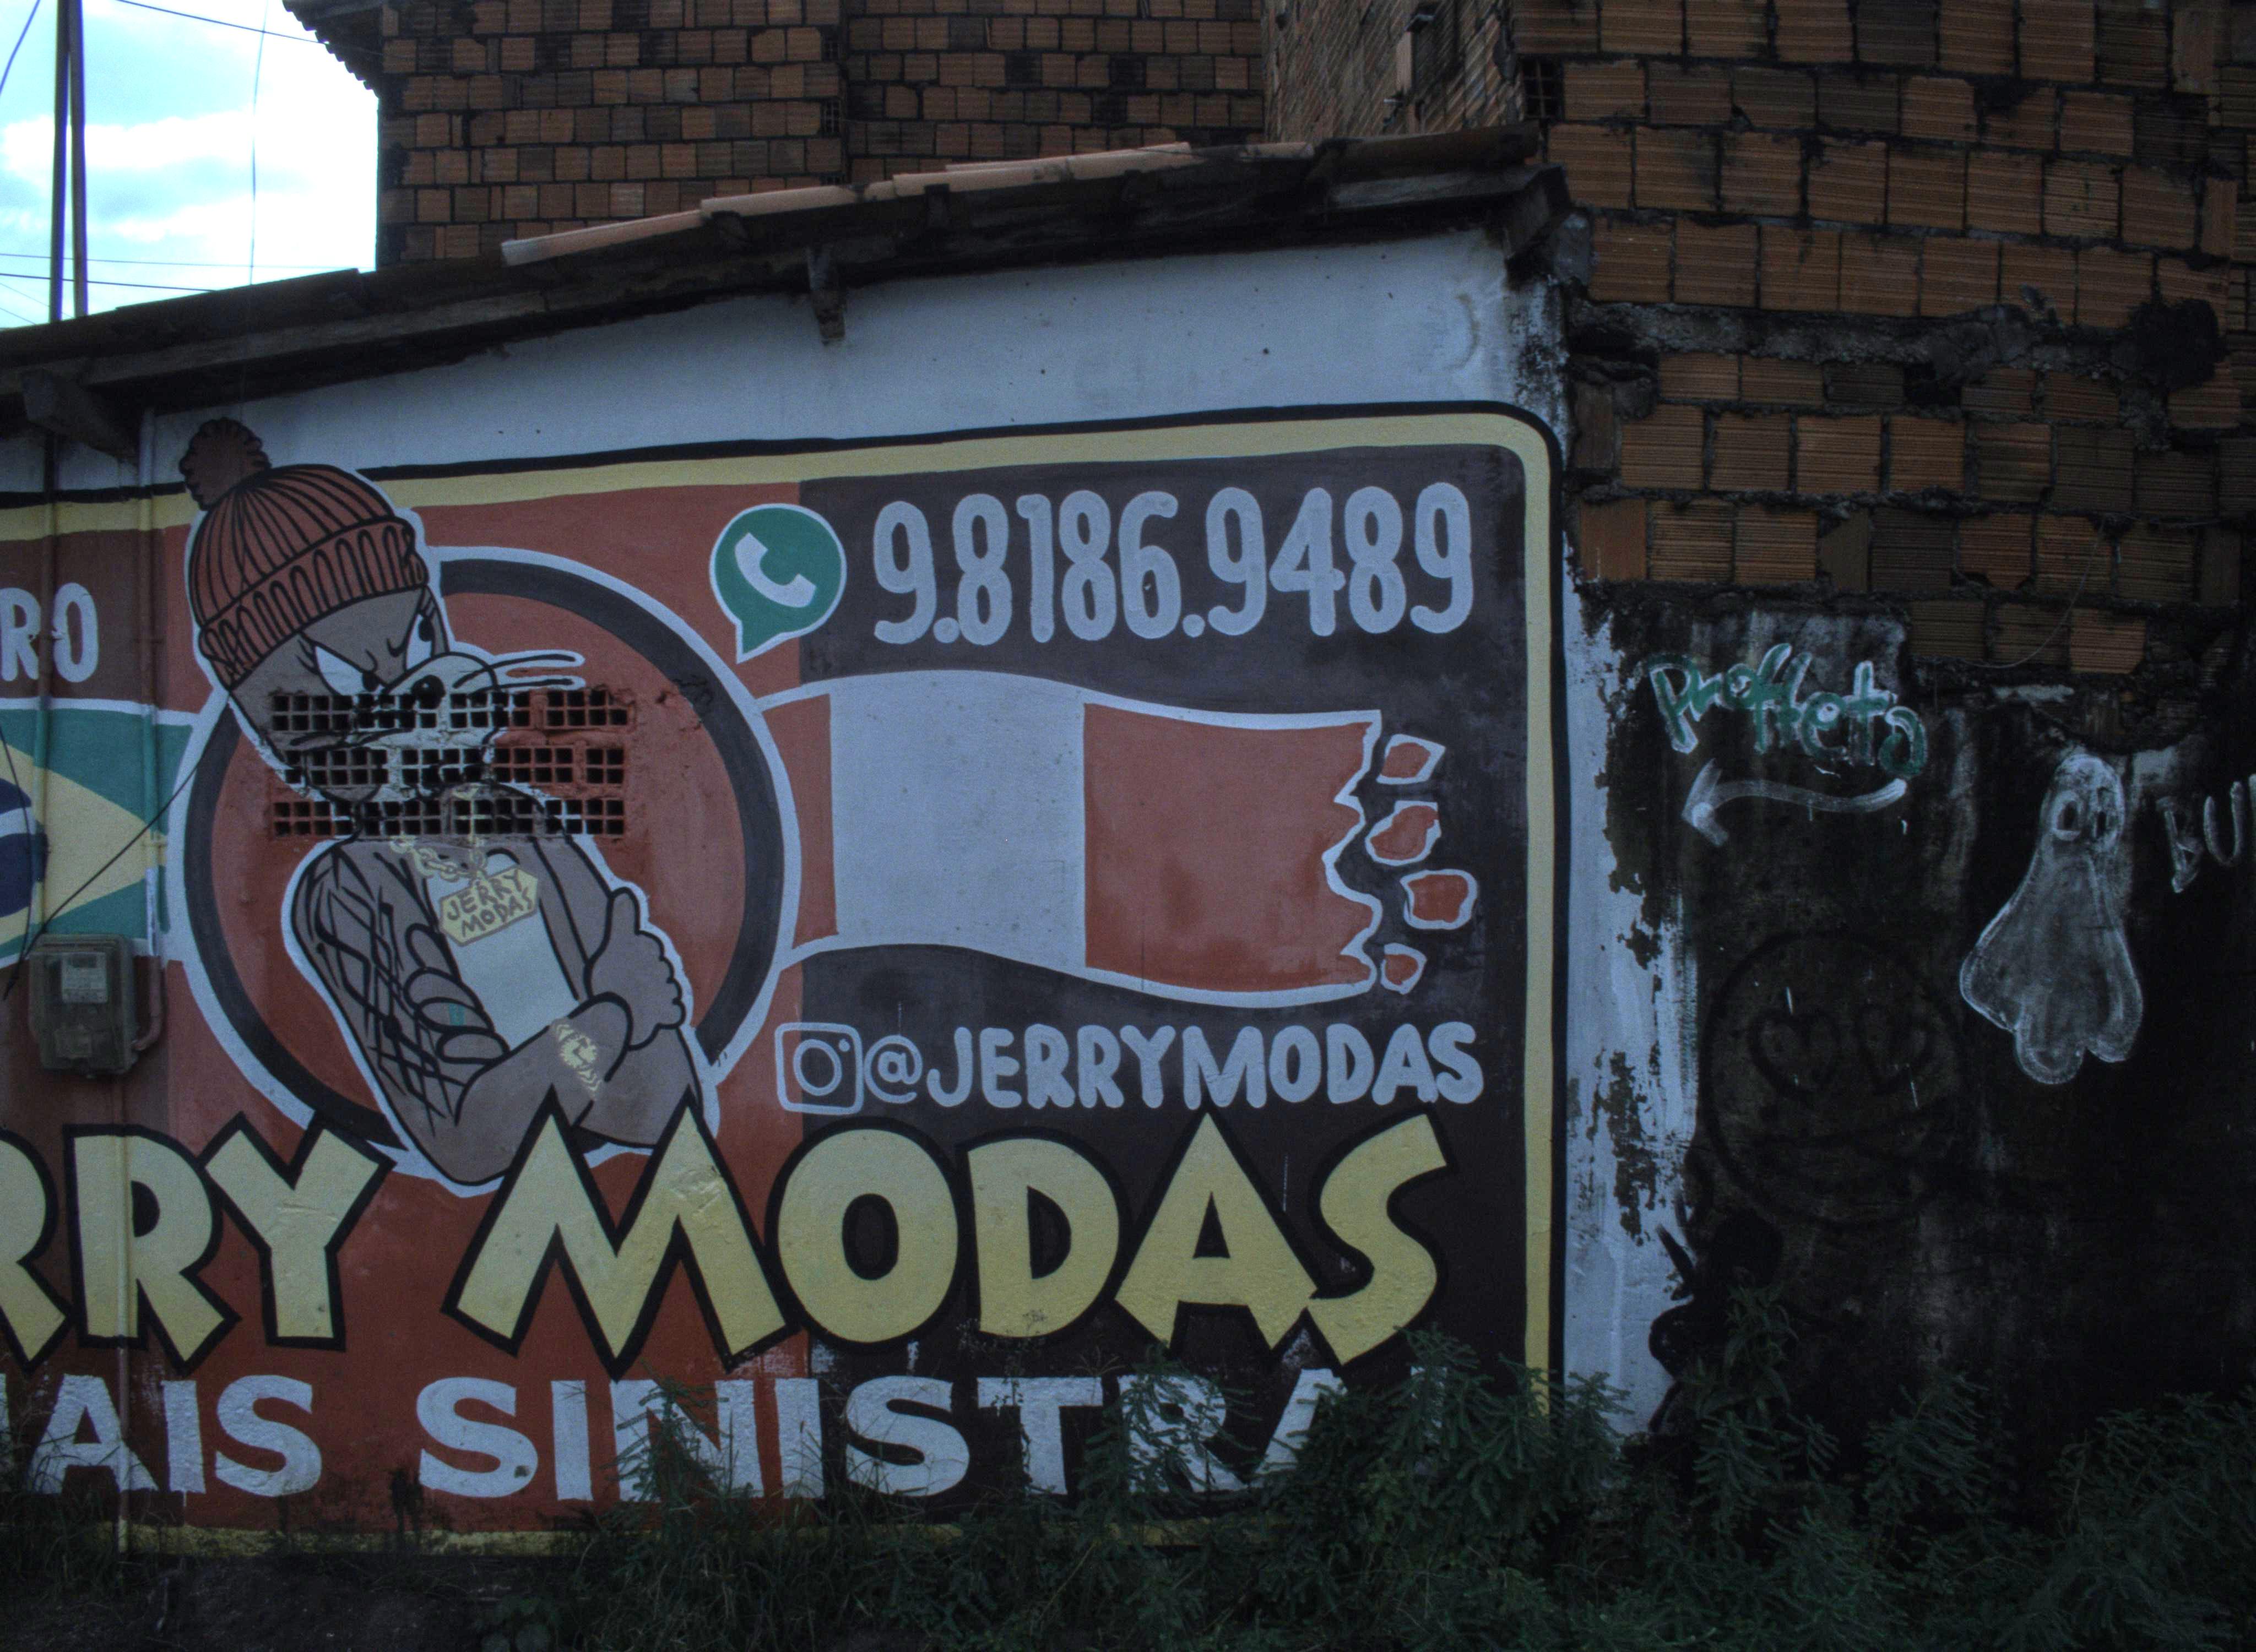 RO
9.8186.9489
Proffeta
JERRY
MODAS
@JERRYMODAS
RRY MODAS
AIS SINISTRA